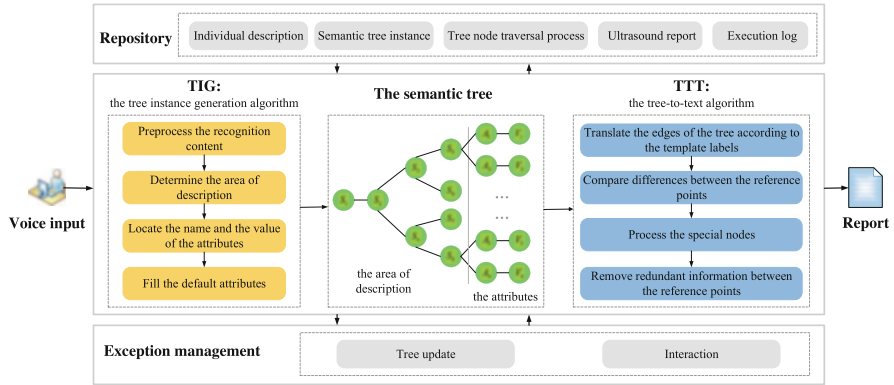 Repository
Individual description
Semantic tree instance
Tree node traversal process
Ultrasound report
Execution log
TIG:
the tree instance generation algorithm
Preprocess the recognition
content
Determine the area of
description
Locate the name and the value
of the attributes
Fill the default attributes
The semantic tree
...
...
the area of
description
the attributes
TTT:
the tree-to-text algorithm
Translate the edges of the tree according to
the template labels
Compare differences between the reference
points
Process the special nodes
Remove redundant information between
the reference points
Voice input
Report
Exception management
Tree update
Interaction